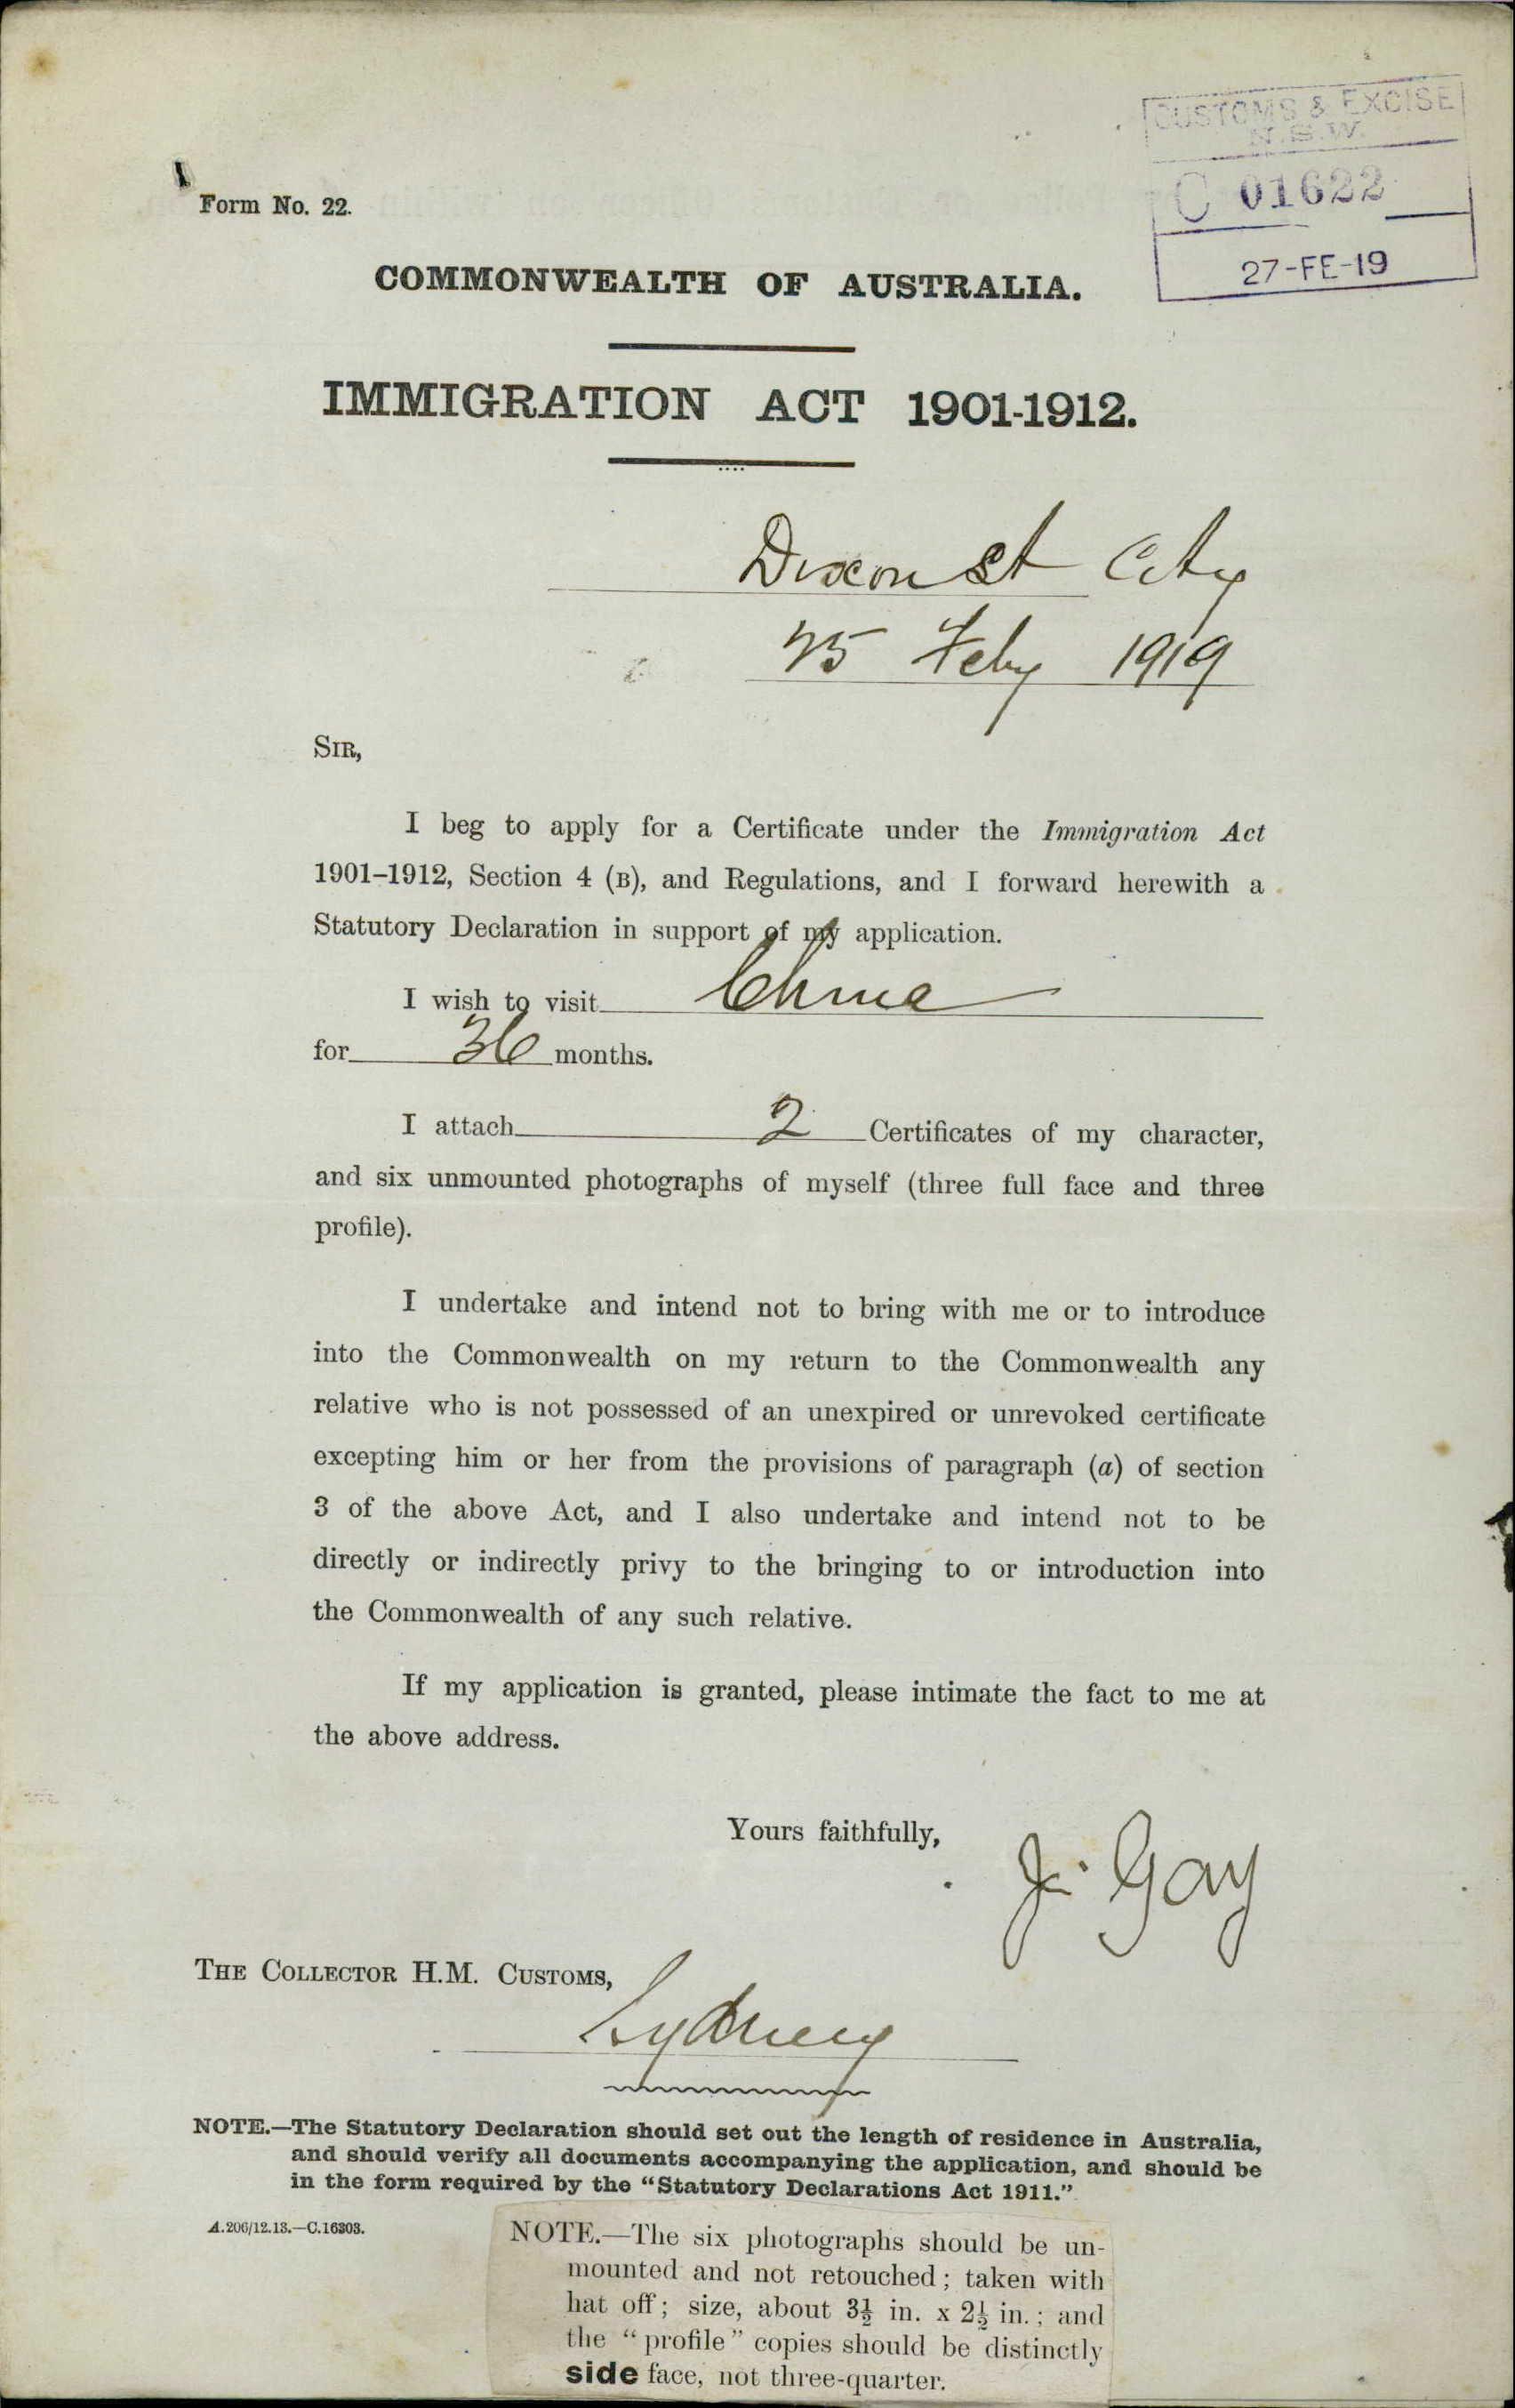 CUSTOMS & EXCISE
N.S.W.
C 01622
27-FE-19
Form No. 22.
COMMONWEALTH OF AUSTRALIA.
IMMIGRATION ACT 1901-1912.
Dixon St City
25 Feby 1919
SIR,
I beg to apply for a Certificate under the Immigration Act
1901–1912, Section 4 (B), and Regulations, and I forward herewith a
Statutory Declaration in support of my application.
I wish to visit China
for 36 months.
I attach 2 Certificates of my character,
and six unmounted photographs of myself (three full face and three
profile).
I undertake and intend not to bring with me or to introduce
into the Commonwealth on my return to the Commonwealth any
relative who is not possessed of an unexpired or unrevoked certificate
excepting him or her from the provisions of paragraph (a) of section
3 of the above Act, and I also undertake and intend not to be
directly or indirectly privy to the bringing to or introduction into
the Commonwealth of any such relative.
If my application is granted, please intimate the fact to me at
the above address.
Yours faithfully,
Gay
THE COLLECTOR H.M. CUSTOMS,
Sydney
NOTE.—The Statutory Declaration should set out the length of residence in Australia,
and should verify all documents accompanying the application, and should be
in the form required by the “Statutory Declarations Act 1911.”
A.206/12.13.—C.16303.
NOTE.—The six photographs should be un-
mounted and not retouched; taken with
hat off; size, about 3½ in. x 2½ in.; and
the “profile” copies should be distinctly
side face, not three-quarter.